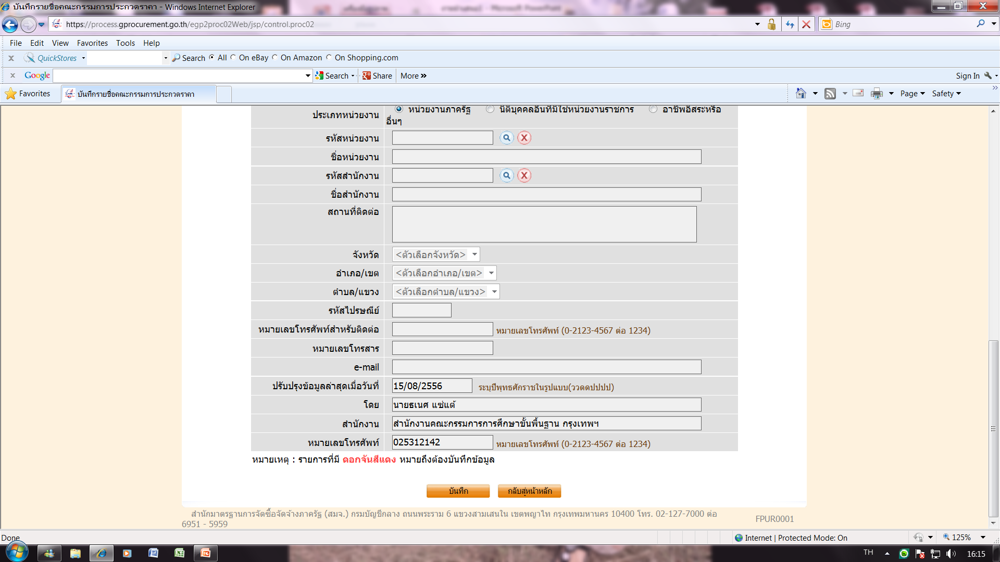 บันทึกรายชื่อคณะกรรมการประกวดราคา - Windows Internet Explorer
https://process.gprocurement.go.th/egp2proc02Web/jsp/control.proc02
Bing
File Edit View Favorites Tools Help
x QuickStores Search All On eBay On Amazon On Shopping.com
x Google Search Share More »
Sign In
Favorites บันทึกรายชื่อคณะกรรมการประกวดราคา
Page Safety »
ประเภทหน่วยงาน หน่วยงานภาครัฐ นิติบุคคลอื่นที่มิใช่หน่วยงานราชการ อาชีพอิสระหรือ
อื่นๆ
รหัสหน่วยงาน
ชื่อหน่วยงาน
รหัสสำนักงาน
ชื่อสำนักงาน
สถานที่ติดต่อ
จังหวัด <ตัวเลือกจังหวัด>
อำเภอ/เขต <ตัวเลือกอำเภอ/เขต>
ตำบล/แขวง <ตัวเลือกตำบล/แขวง>
รหัสไปรษณีย์
หมายเลขโทรศัพท์สำหรับติดต่อ หมายเลขโทรศัพท์ (0-2123-4567 ต่อ 1234)
หมายเลขโทรสาร
e-mail
ปรับปรุงข้อมูลล่าสุดเมื่อวันที่ 15/08/2556 ระบุปีพุทธศักราชในรูปแบบ(ววดดปปปป)
โดย นายธเนศ แซ่แต้
สำนักงาน สำนักงานคณะกรรมการการศึกษาขั้นพื้นฐาน กรุงเทพฯ
หมายเลขโทรศัพท์ 025312142 หมายเลขโทรศัพท์ (0-2123-4567 ต่อ 1234)
หมายเหตุ : รายการที่มี ดอกจันสีแดง หมายถึงต้องบันทึกข้อมูล
บันทึก กลับสู่หน้าหลัก
สำนักมาตรฐานการจัดซื้อจัดจ้างภาครัฐ (สมจ.) กรมบัญชีกลาง ถนนพระราม 6 แขวงสามเสนใน เขตพญาไท กรุงเทพมหานคร 10400 โทร. 02-127-7000 ต่อ
6951 - 5959
FPUR0001
Done
Internet | Protected Mode: On
125%
TH
16:15